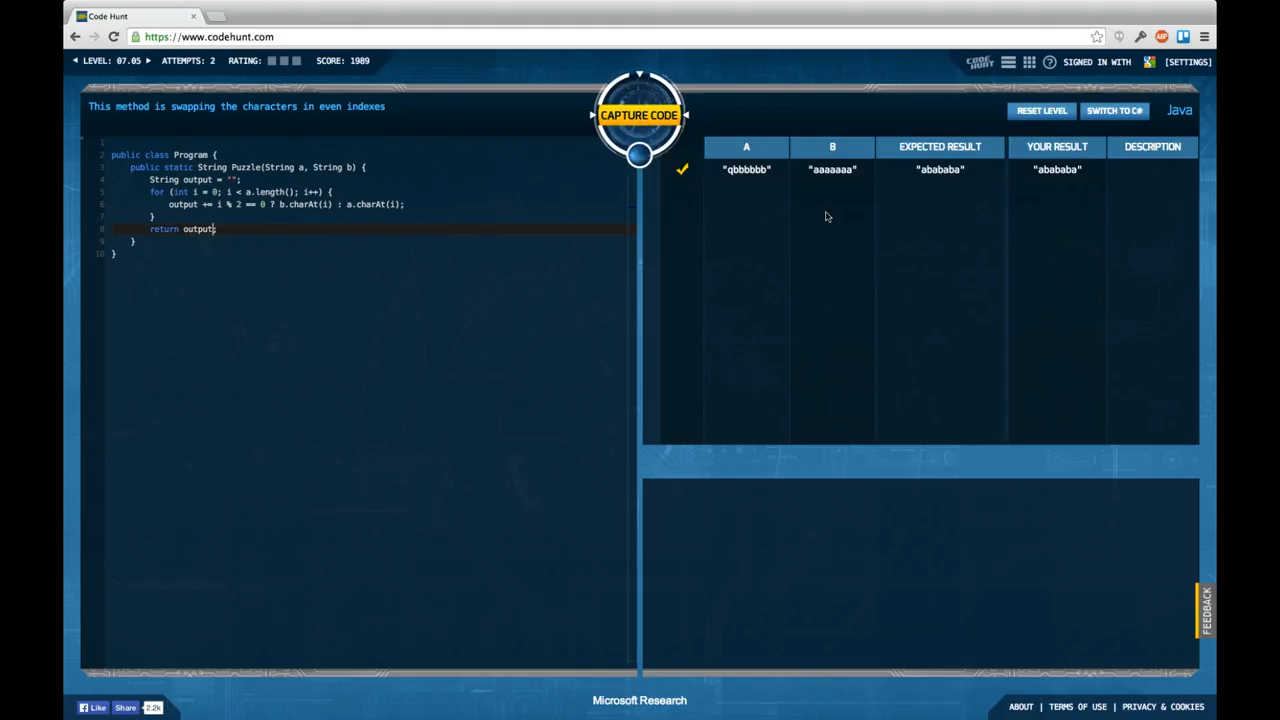 Code Hunt
https://www.codehunt.com
LEVEL: 07.05 ATTEMPTS: 2 RATING: SCORE: 1989
CODE HUNT SIGNED IN WITH [SETTINGS]
This method is swapping the characters in even indexes
CAPTURE CODE
RESET LEVEL SWITCH TO C# Java
1
2 public class Program {
3 public static String Puzzle(String a, String b) {
4 String output = "";
5 for (int i = 0; i < a.length(); i++) {
6 output += i % 2 == 0 ? b.charAt(i) : a.charAt(i);
7 }
8 return output;
9 }
10 }
A B EXPECTED RESULT YOUR RESULT DESCRIPTION
"qbbbbbb" "aaaaaaa" "abababa" "abababa"
FEEDBACK
Like Share 2.2k
Microsoft Research
ABOUT | TERMS OF USE | PRIVACY & COOKIES